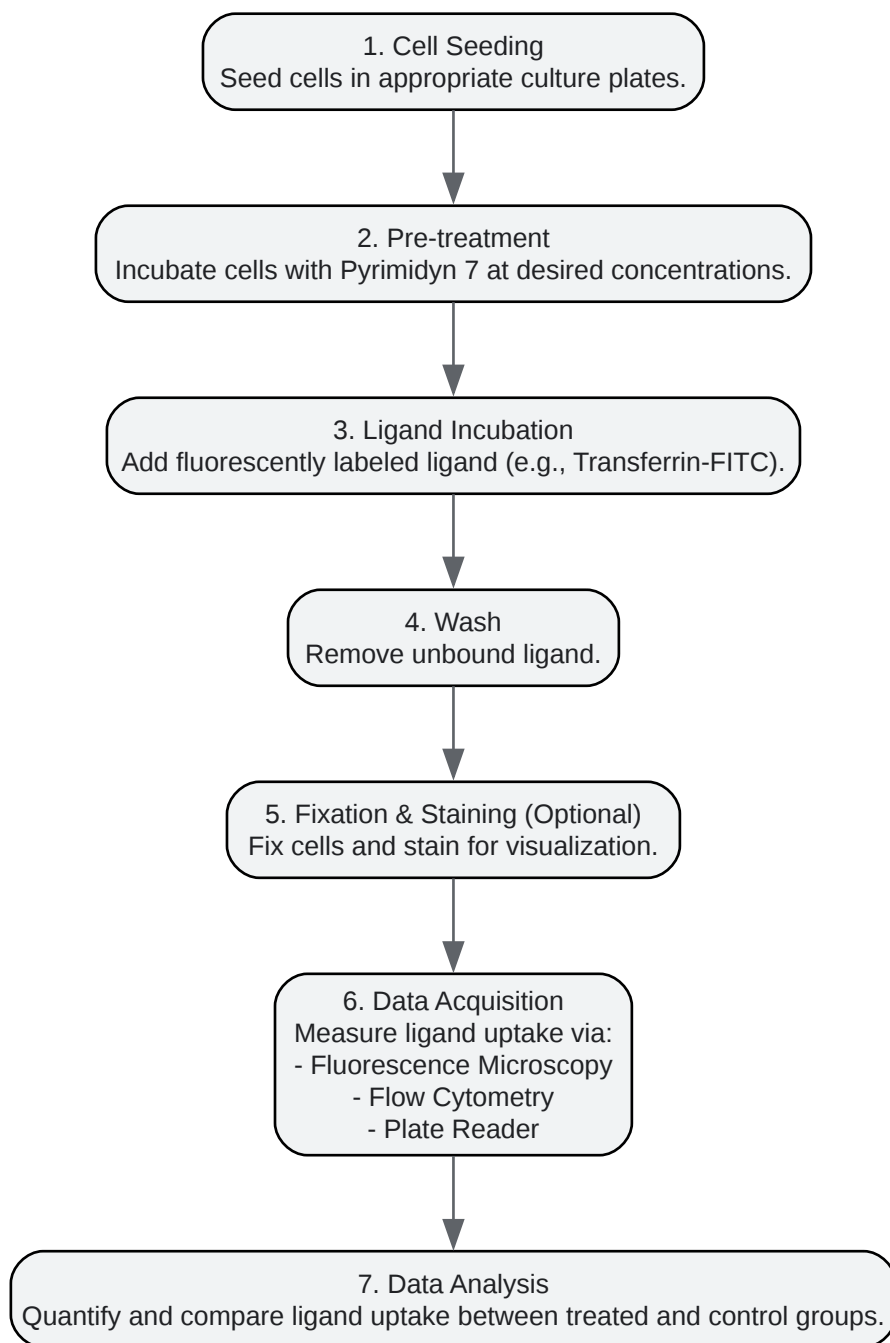 1. Cell Seeding
Seed cells in appropriate culture plates.
2. Pre-treatment
Incubate cells with Pyrimidyn 7 at desired concentrations.
3. Ligand Incubation
Add fluorescently labeled ligand (e.g., Transferrin-FITC).
4. Wash
Remove unbound ligand.
5. Fixation & Staining (Optional)
Fix cells and stain for visualization.
6. Data Acquisition
Measure ligand uptake via:
- Fluorescence Microscopy
- Flow Cytometry
- Plate Reader
7. Data Analysis
Quantify and compare ligand uptake between treated and control groups.